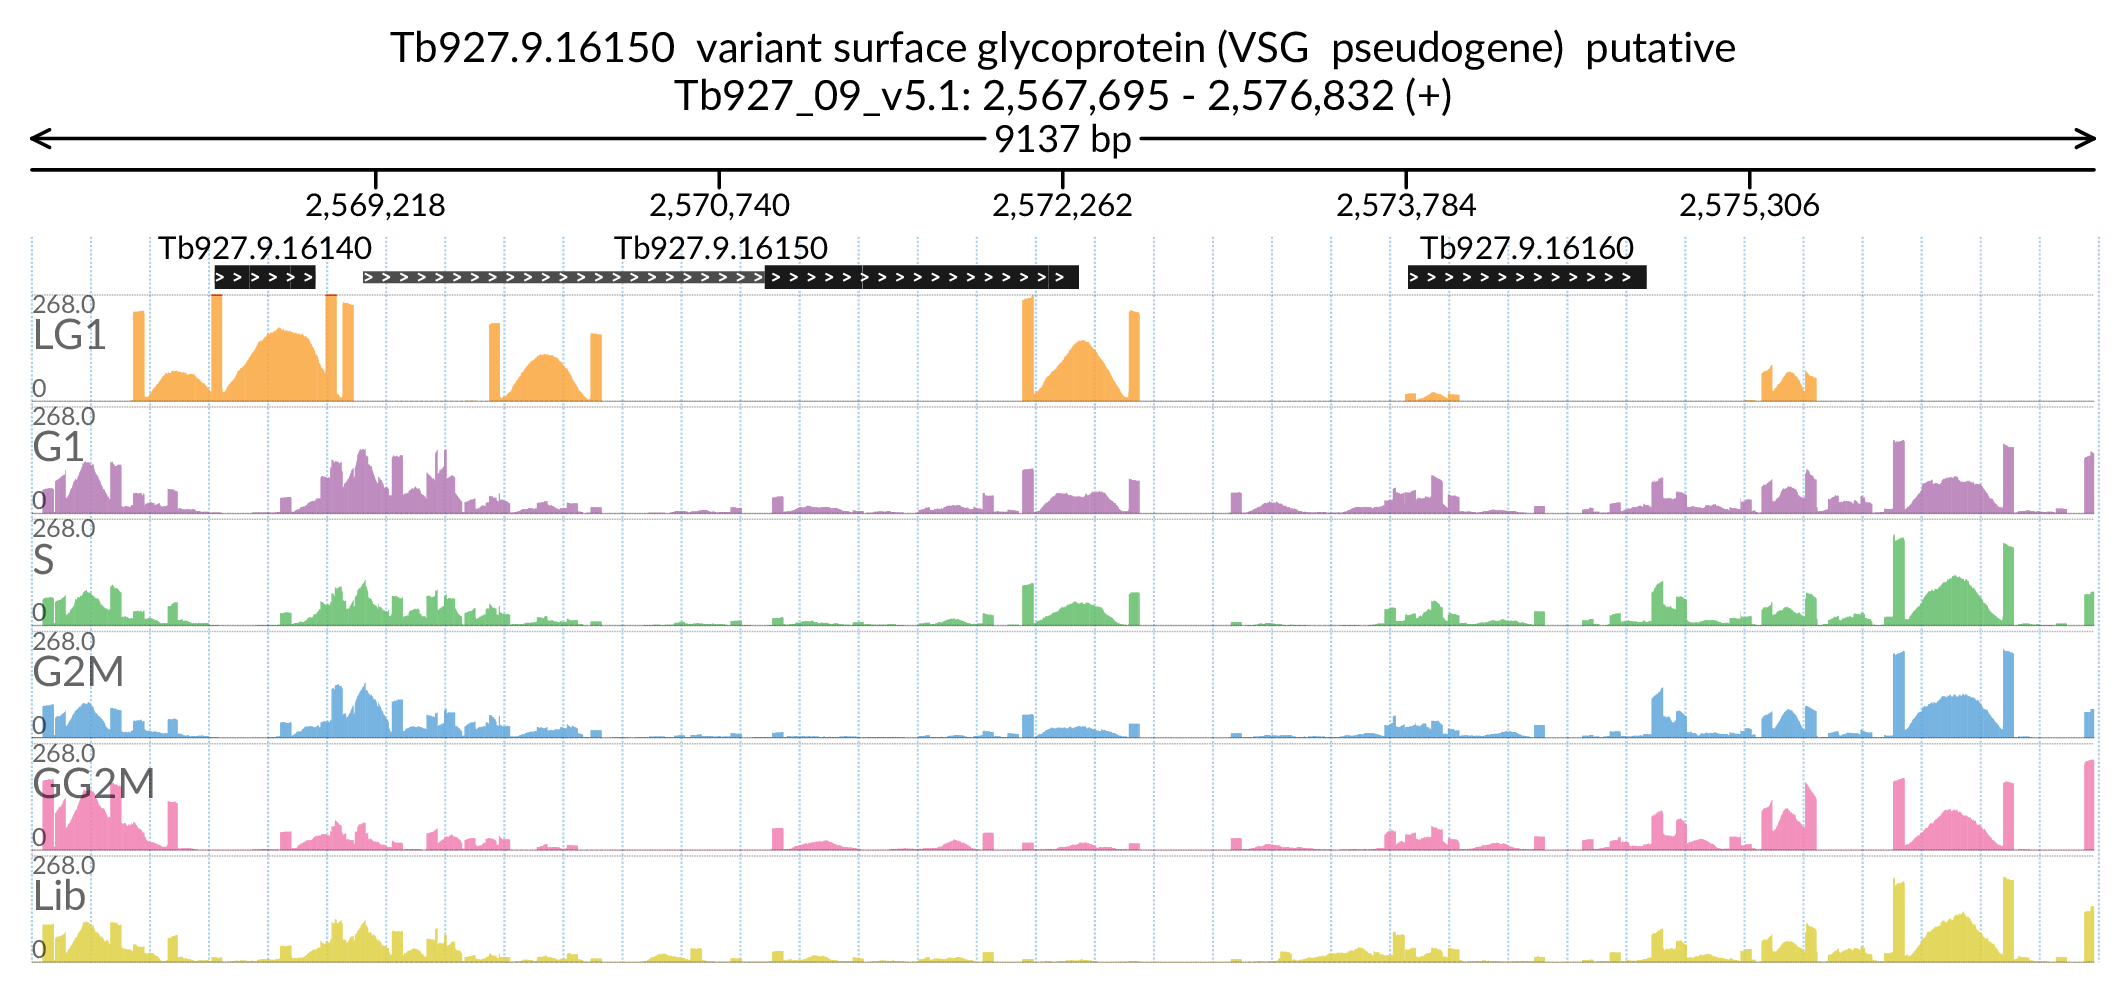 Tb927.9.16150  variant surface glycoprotein (VSG  pseudogene)  putative
Tb927_09_v5.1: 2,567,695 - 2,576,832 (+)
9137 bp
2,569,218 2,570,740 2,572,262 2,573,784 2,575,306
Tb927.9.16140 Tb927.9.16150 Tb927.9.16160
268.0
LG1
0
268.0
G1
0
268.0
S
0
268.0
G2M
0
268.0
GG2M
0
268.0
Lib
0